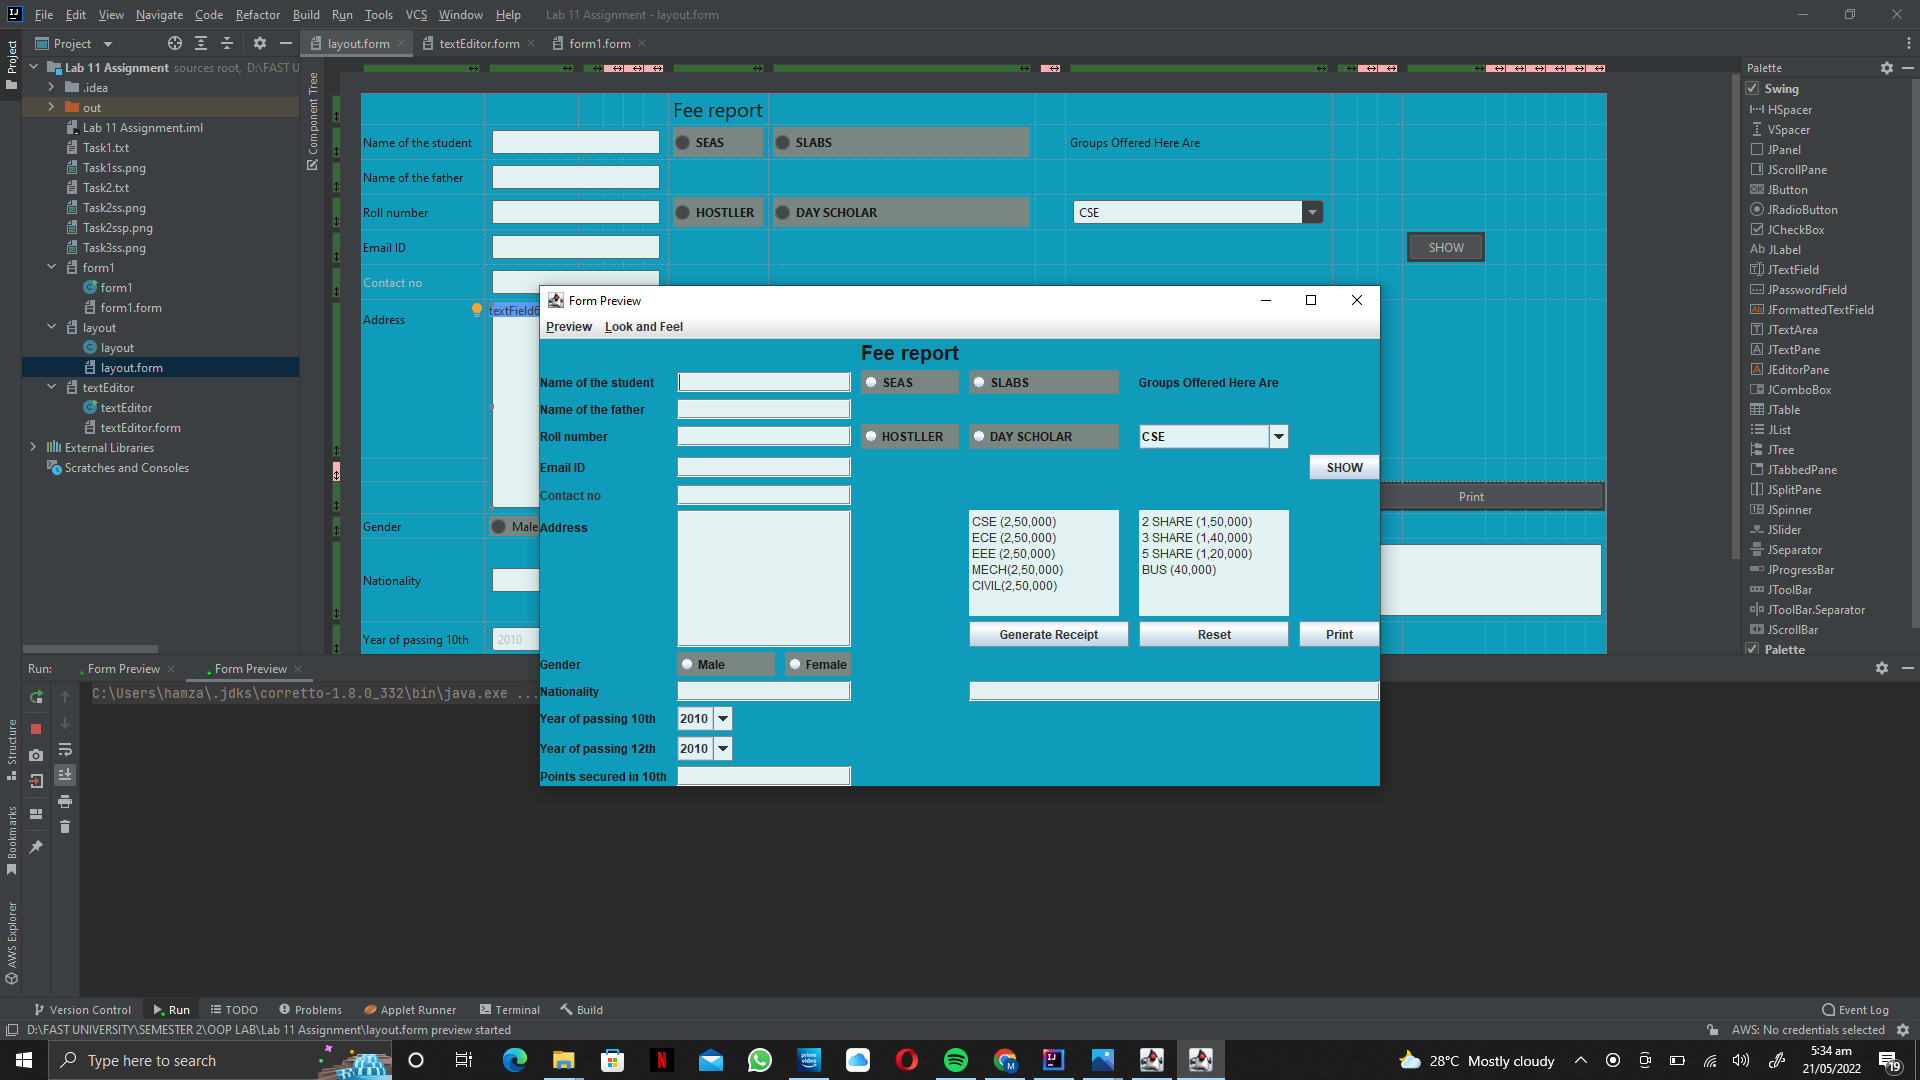 File Edit View Navigate Code Refactor Build Run Tools VCS Window Help Lab 11 Assignment - layout.form
Project
layout.form
textEditor.form
form1.form
Project
Lab 11 Assignment sources root, D:\FAST U
.idea
out
Lab 11 Assignment.iml
Task1.txt
Task1ss.png
Task2.txt
Task2ss.png
Task2ssp.png
Task3ss.png
form1
form1
form1.form
layout
layout
layout.form
textEditor
textEditor
textEditor.form
External Libraries
Scratches and Consoles
Component Tree
Fee report
Name of the student
SEAS
SLABS
Groups Offered Here Are
Name of the father
Roll number
HOSTLLER
DAY SCHOLAR
CSE
Email ID
SHOW
Contact no
Address
textField6
Print
Gender
Male
Nationality
Year of passing 10th
2010
Form Preview
Preview Look and Feel
Fee report
Name of the student
SEAS
SLABS
Groups Offered Here Are
Name of the father
Roll number
HOSTLLER
DAY SCHOLAR
CSE
Email ID
SHOW
Contact no
Address
CSE (2,50,000)
ECE (2,50,000)
EEE (2,50,000)
MECH(2,50,000)
CIVIL(2,50,000)
2 SHARE (1,50,000)
3 SHARE (1,40,000)
5 SHARE (1,20,000)
BUS (40,000)
Generate Receipt
Reset
Print
Gender
Male
Female
Nationality
Year of passing 10th
2010
Year of passing 12th
2010
Points secured in 10th
Palette
Swing
HSpacer
VSpacer
JPanel
JScrollPane
JButton
JRadioButton
JCheckBox
JLabel
JTextField
JPasswordField
JFormattedTextField
JTextArea
JTextPane
JEditorPane
JComboBox
JTable
JList
JTree
JTabbedPane
JSplitPane
JSpinner
JSlider
JSeparator
JProgressBar
JToolBar
JToolBar.Separator
JScrollBar
Palette
Run:
Form Preview
Form Preview
C:\Users\hamza\.jdks\corretto-1.8.0_332\bin\java.exe ...
Structure
Bookmarks
AWS Explorer
Version Control
Run
TODO
Problems
Applet Runner
Terminal
Build
Event Log
D:\FAST UNIVERSITY\SEMESTER 2\OOP LAB\Lab 11 Assignment\layout.form preview started
AWS: No credentials selected
Type here to search
prime video
28°C Mostly cloudy
5:34 am
21/05/2022
19